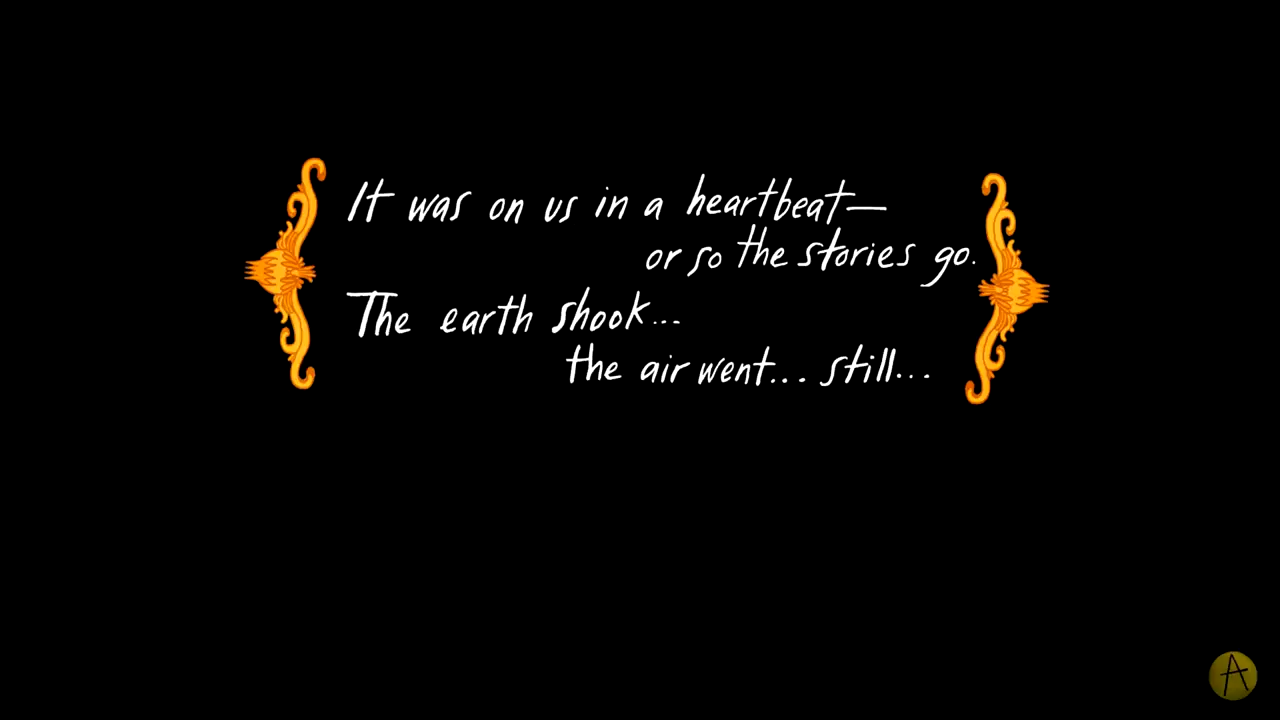 It was on us in a heartbeat—
or so the stories go.
The earth shook...
the air went... still...
A